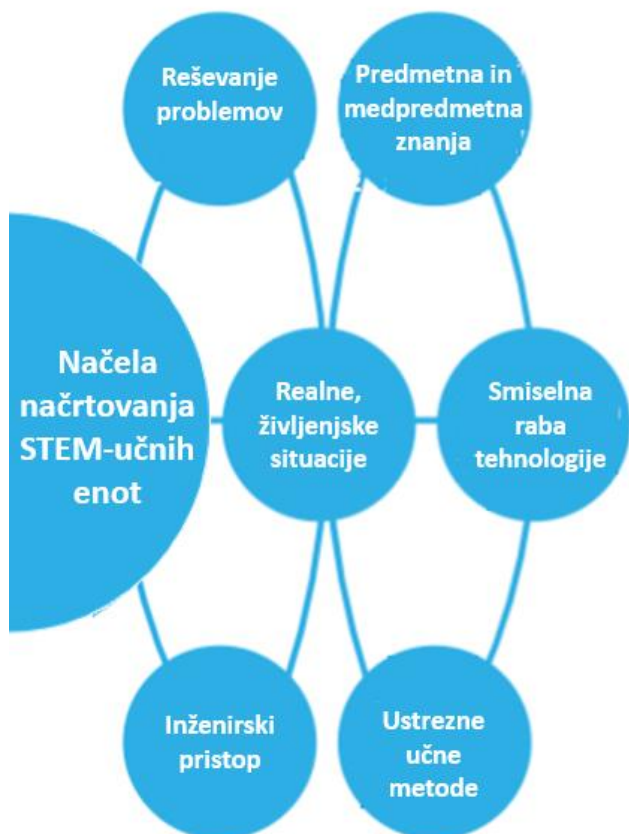 Reševanje
problemov
Predmetna in
medpredmetna
znanja
Načela
načrtovanja
STEM-učnih
enot
Realne,
življenjske
situacije
Smiselna
raba
tehnologije
Inženirski
pristop
Ustrezne
učne
metode